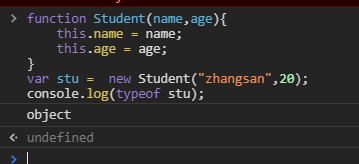 function Student(name,age){
    this.name = name;
    this.age = age;
}
var stu =  new Student("zhangsan",20);
console.log(typeof stu);
object
undefined